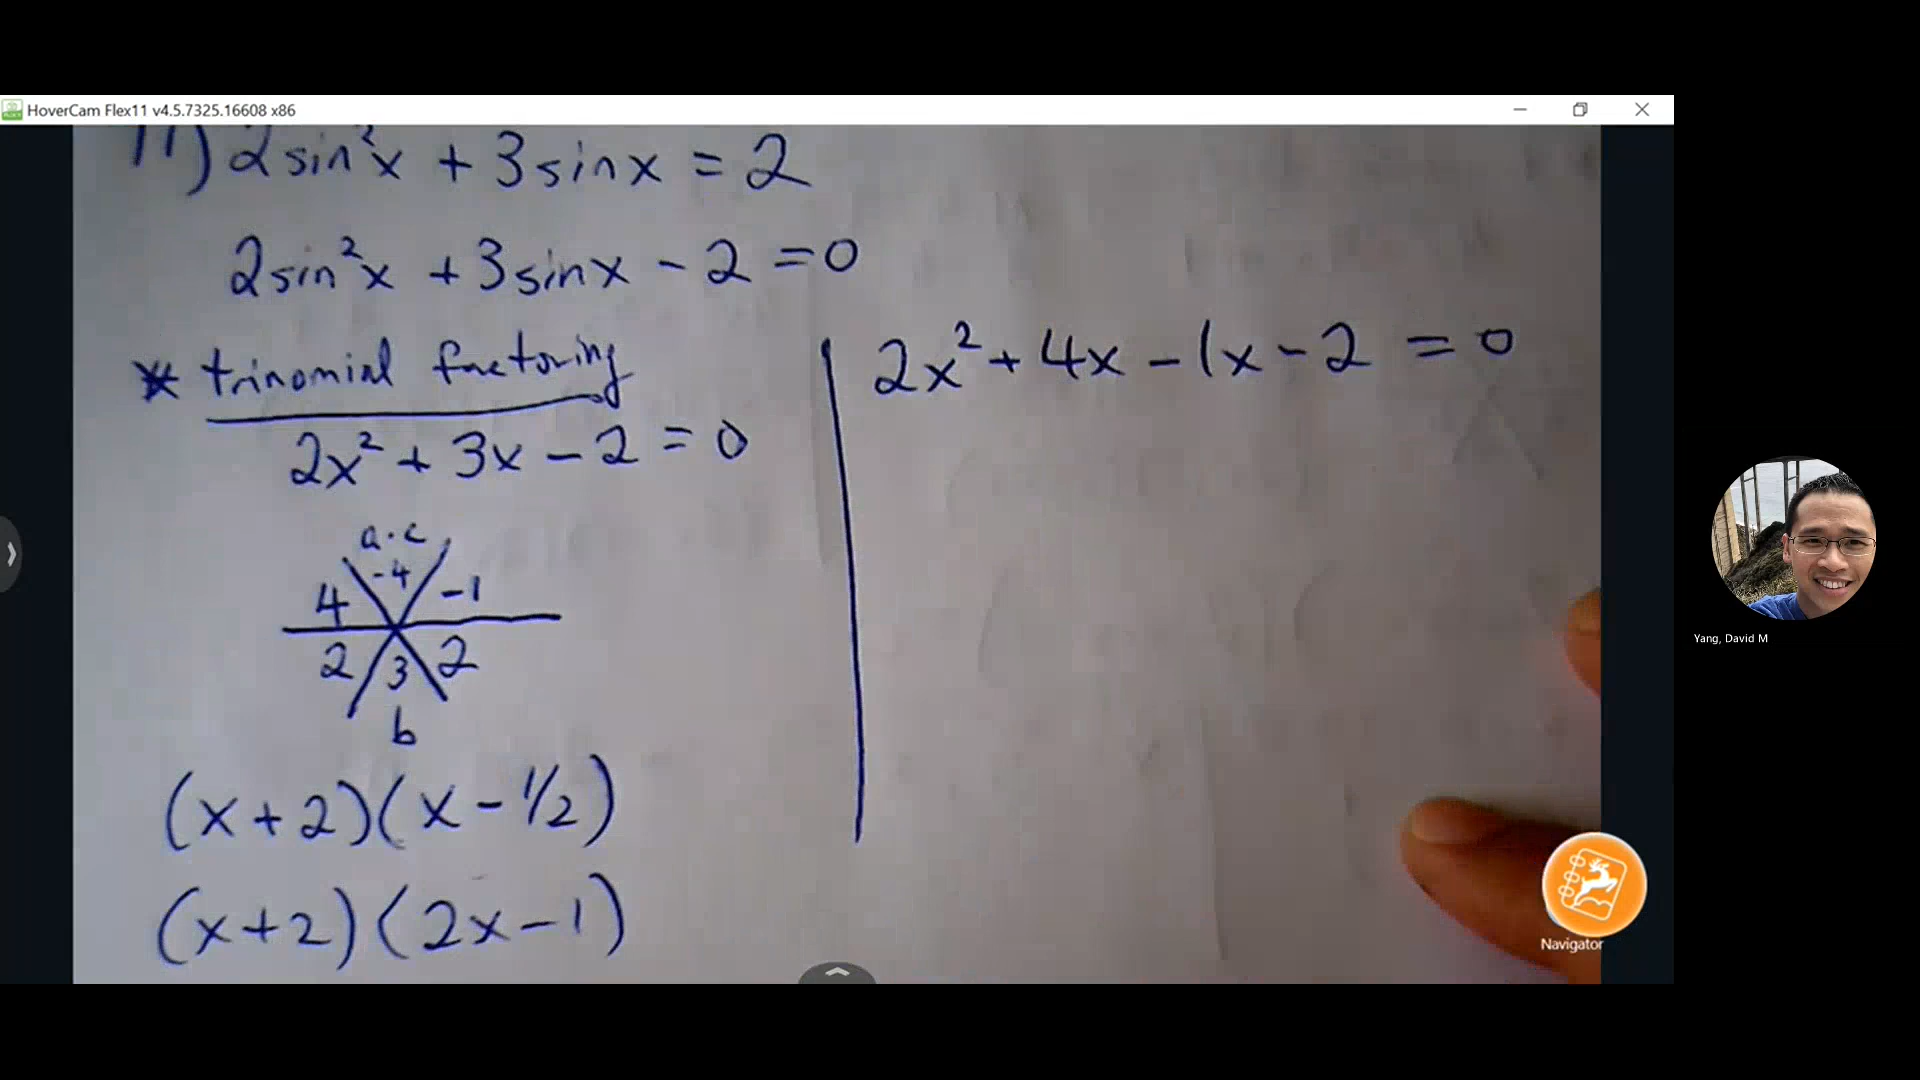 HoverCam Flex11 v4.5.7325.16608 x86
11) 2sin²x + 3sinx = 2
2sin²x + 3sinx - 2 = 0
* trinomial factoring
2x² + 3x - 2 = 0
a·c
-4
4 -1
2 3 2
b
(x+2)(x-1/2)
(x+2)(2x-1)
2x² + 4x - 1x - 2 = 0
Navigator
Yang, David M